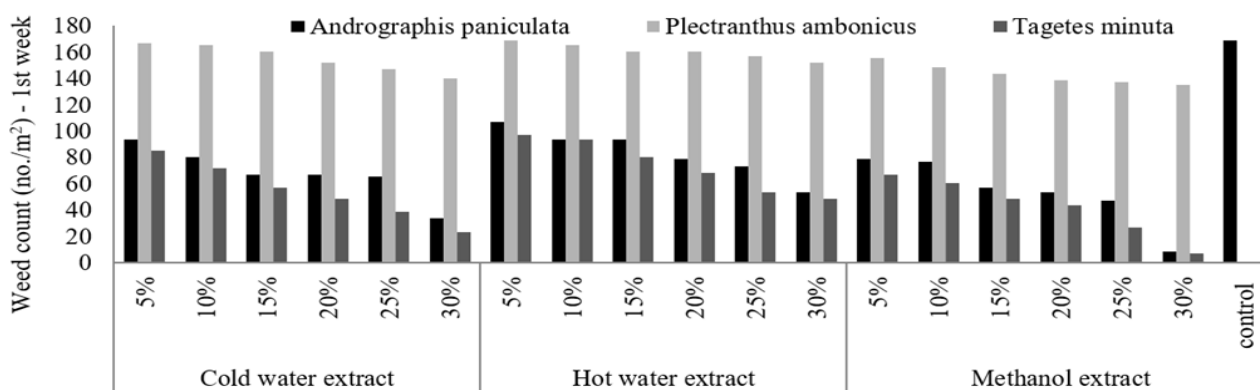 Andrographis paniculata Plectranthus ambonicus Tagetes minuta
Weed count (no./m²) - 1st week
180
160
140
120
100
80
60
40
20
0
5% 10% 15% 20% 25% 30% 5% 10% 15% 20% 25% 30% 5% 10% 15% 20% 25% 30% control
Cold water extract Hot water extract Methanol extract